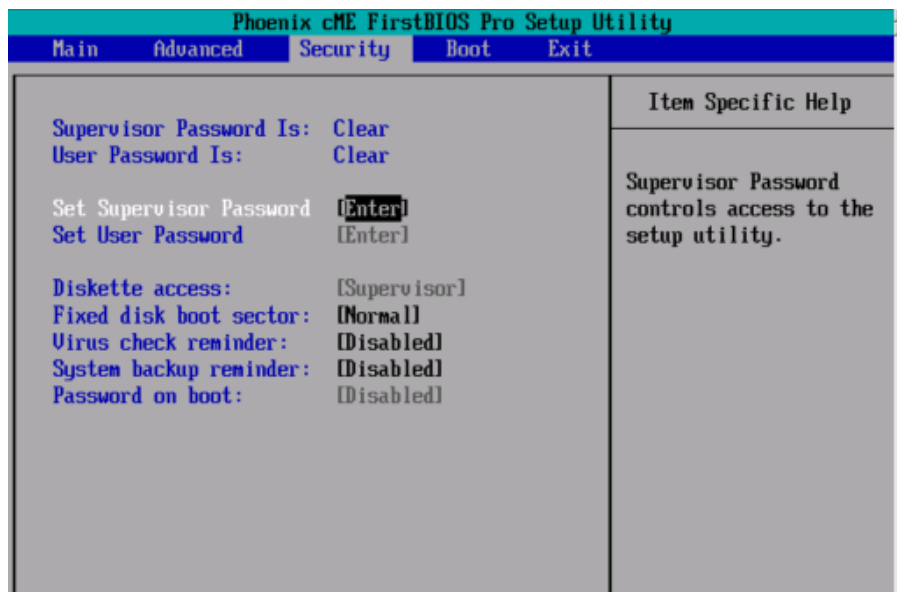 Phoenix cME FirstBIOS Pro Setup Utility
Main Advanced Security Boot Exit
Item Specific Help
Supervisor Password Is: Clear
User Password Is: Clear
Set Supervisor Password [Enter]
Set User Password [Enter]
Diskette access: [Supervisor]
Fixed disk boot sector: [Normal]
Virus check reminder: [Disabled]
System backup reminder: [Disabled]
Password on boot: [Disabled]
Supervisor Password
controls access to the
setup utility.